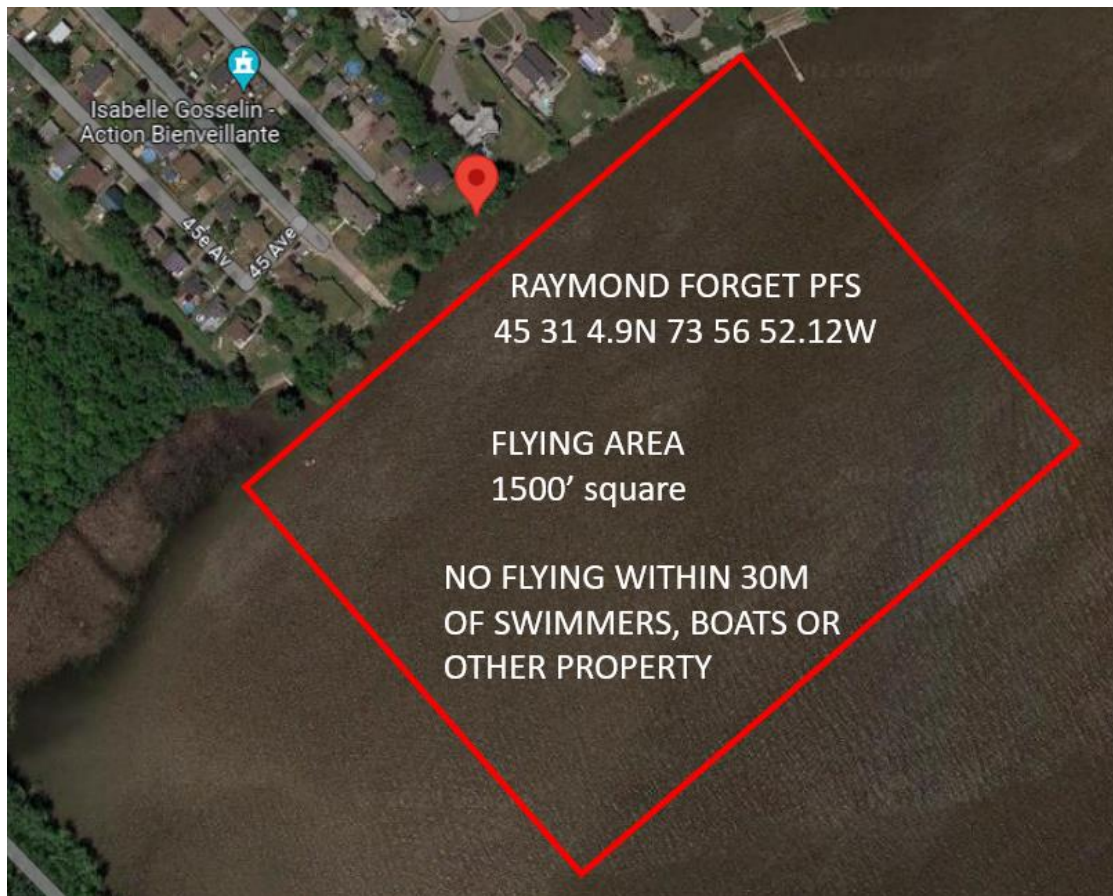 Isabelle Gosselin -
Action Bienveillante
45e Av
45 Ave
RAYMOND FORGET PFS
45 31 4.9N 73 56 52.12W
FLYING AREA
1500' square
NO FLYING WITHIN 30M
OF SWIMMERS, BOATS OR
OTHER PROPERTY